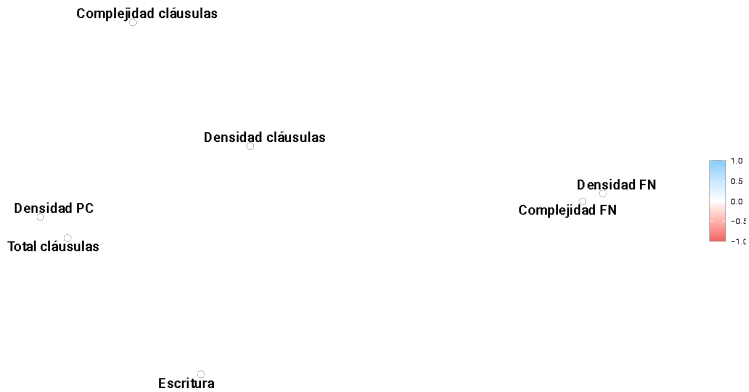 Complejidad cláusulas
Densidad cláusulas
Densidad FN
Complejidad FN
Densidad PC
Total cláusulas
Escritura
1.0
0.5
0.0
-0.5
-1.0